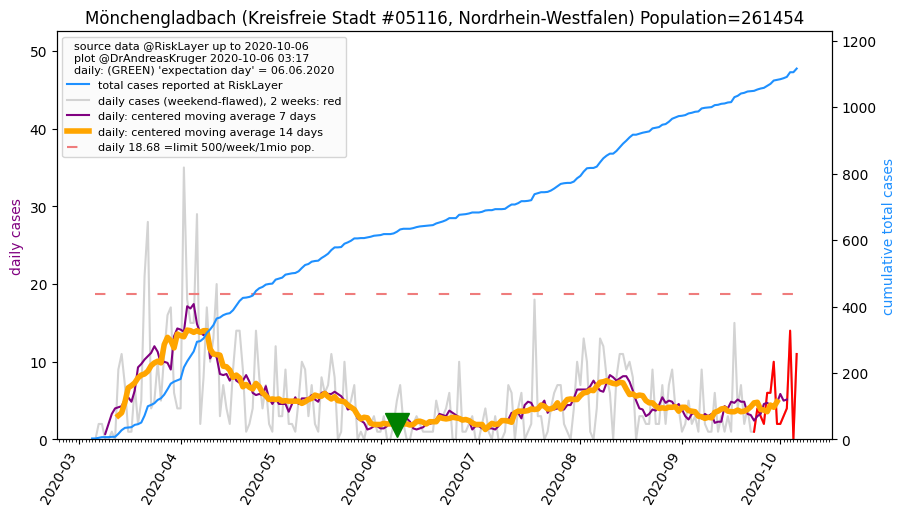 Mönchengladbach (Kreisfreie Stadt #05116, Nordrhein-Westfalen) Population=261454
source data @RiskLayer up to 2020-10-06
plot @DrAndreasKruger 2020-10-06 03:17
daily: (GREEN) 'expectation day' = 06.06.2020
total cases reported at RiskLayer
daily cases (weekend-flawed), 2 weeks: red
daily: centered moving average 7 days
daily: centered moving average 14 days
daily 18.68 =limit 500/week/1mio pop.
daily cases
50
40
30
20
10
0
cumulative total cases
1200
1000
800
600
400
200
0
2020-03
2020-04
2020-05
2020-06
2020-07
2020-08
2020-09
2020-10